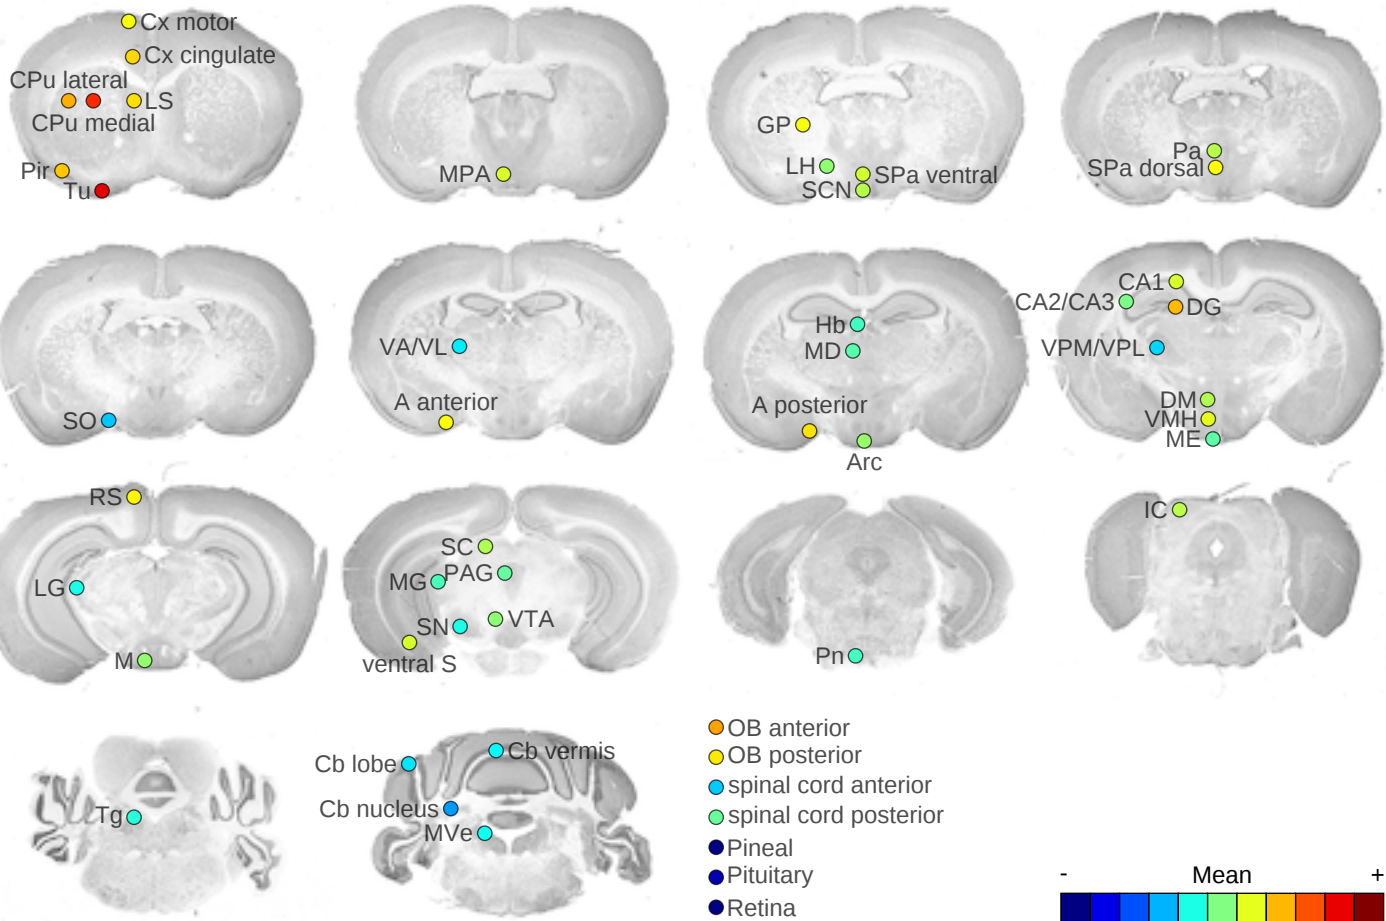 Cx motor
Cx cingulate
CPu lateral
LS
CPu medial
Pir
Tu
MPA
GP
LH
SPa ventral
SCN
Pa
SPa dorsal
SO
VA/VL
A anterior
Hb
MD
A posterior
Arc
CA1
CA2/CA3
DG
VPM/VPL
DM
VMH
ME
RS
LG
M
SC
MG
PAG
SN
VTA
ventral S
Pn
IC
Tg
Cb lobe
Cb vermis
Cb nucleus
MVe
OB anterior
OB posterior
spinal cord anterior
spinal cord posterior
Pineal
Pituitary
Retina
- Mean +